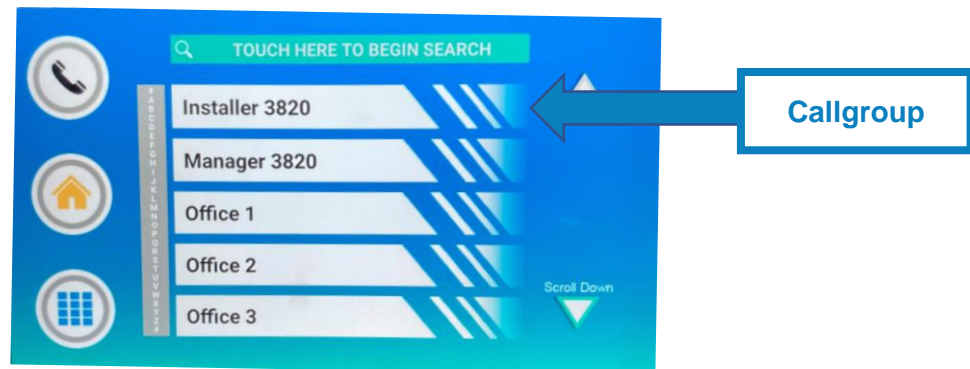 TOUCH HERE TO BEGIN SEARCH
#
A
B
C
D
E
F
G
H
I
J
K
L
M
N
O
P
Q
R
S
T
U
V
W
X
Y
Z
#
Installer 3820
Manager 3820
Office 1
Office 2
Office 3
Scroll Down
Callgroup